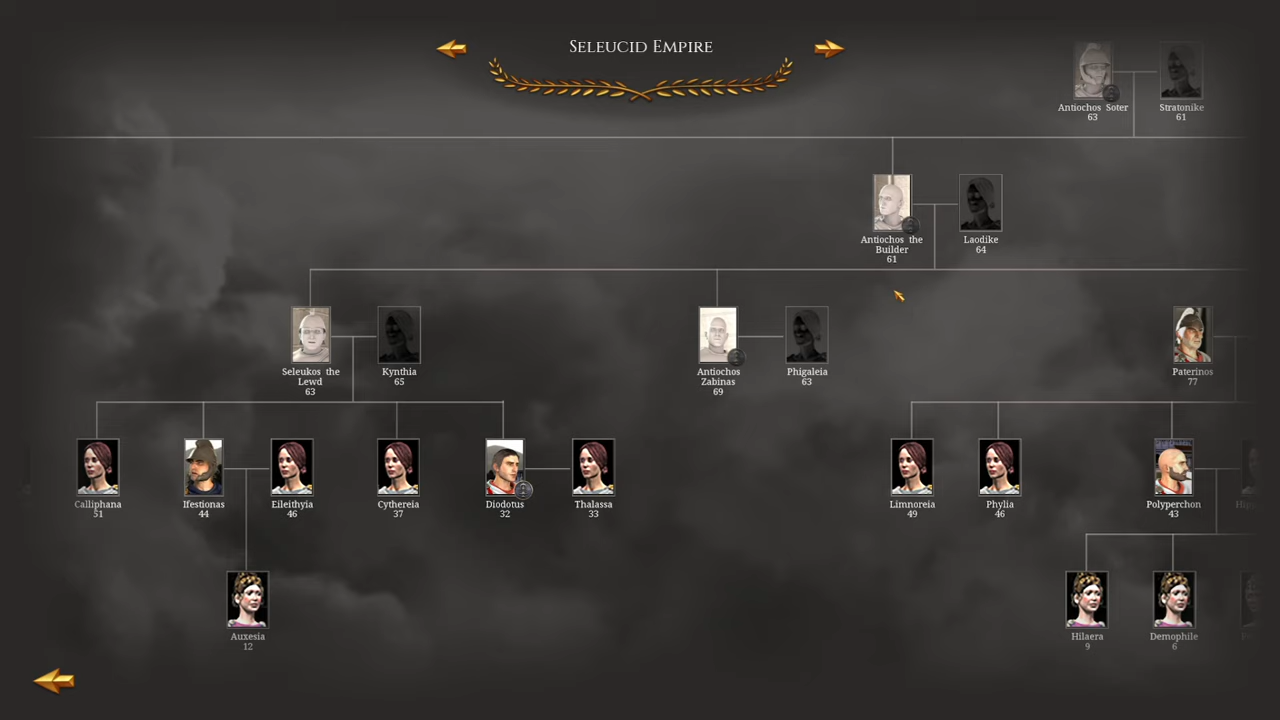 Seleucid Empire
Antiochos Soter
63
Stratonike
61
Antiochos the
Builder
61
Laodike
64
Seleukos the
Lewd
63
Kynthia
65
Antiochos
Zabinas
69
Phigaleia
63
Paterinos
77
Calliphana
51
Ifestionas
44
Eileithyia
46
Cythereia
37
Diodotus
32
Thalassa
33
Limnoreia
49
Phylia
46
Polyperchon
43
Auxesia
12
Hilaera
9
Demophile
6